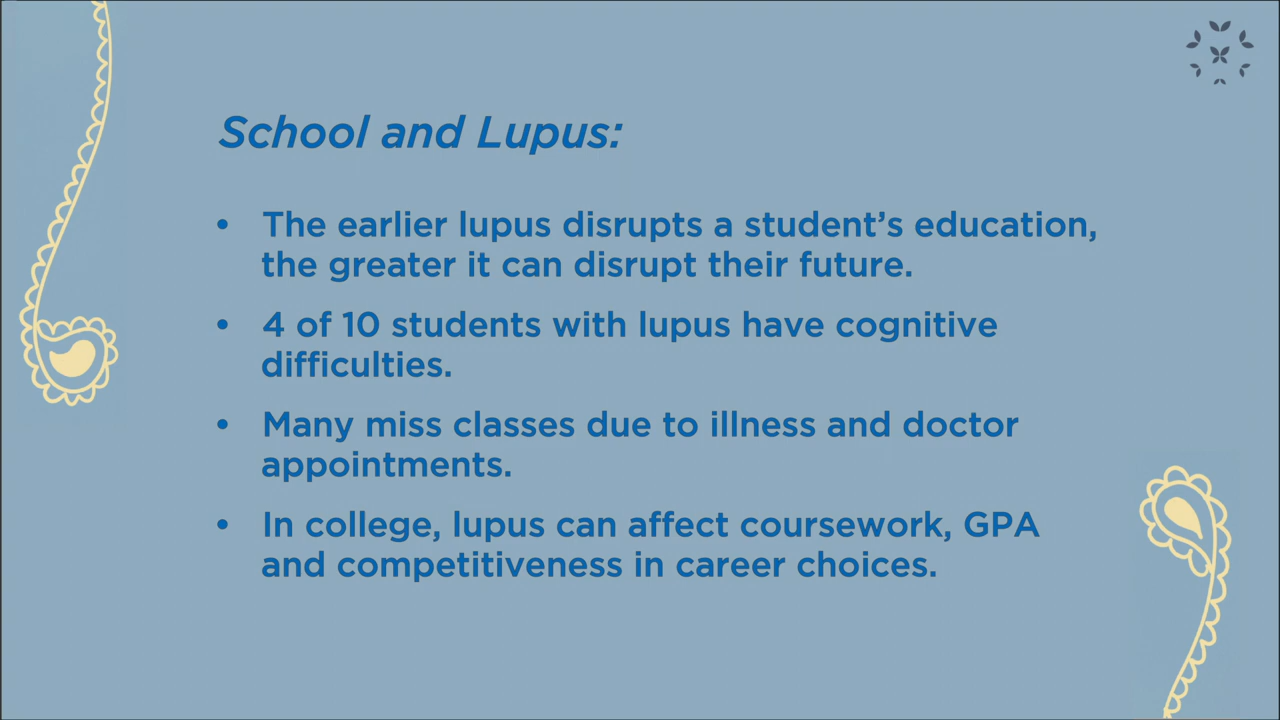 School and Lupus:
• The earlier lupus disrupts a student’s education,
the greater it can disrupt their future.
• 4 of 10 students with lupus have cognitive
difficulties.
• Many miss classes due to illness and doctor
appointments.
• In college, lupus can affect coursework, GPA
and competitiveness in career choices.